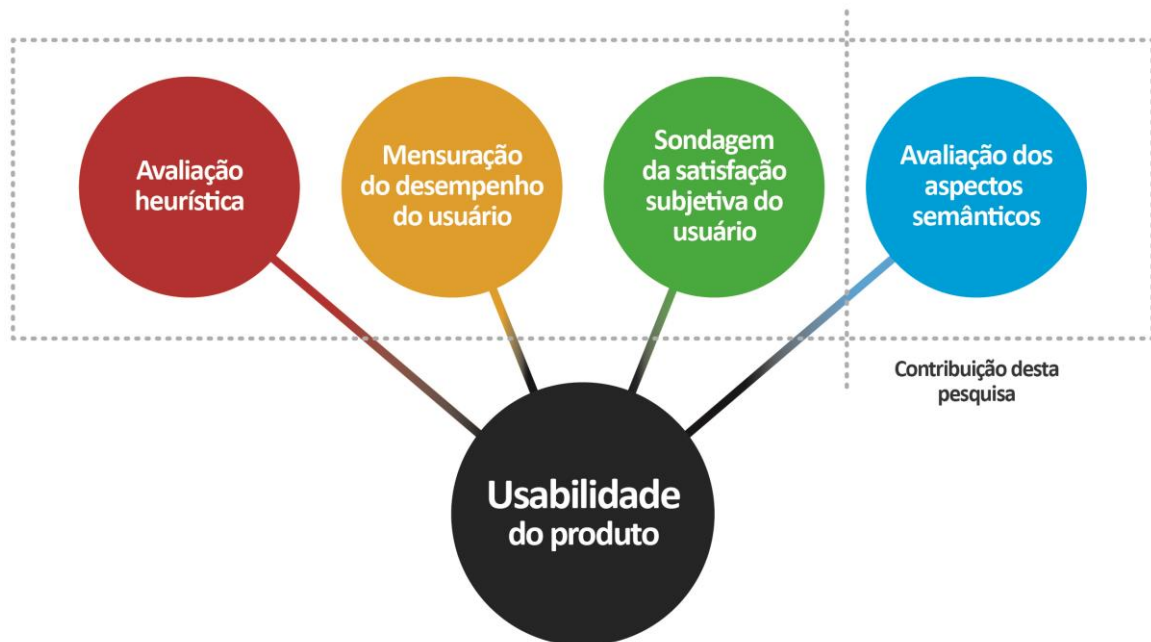 Avaliação
heurística
Mensuração
do desempenho
do usuário
Sondagem
da satisfação
subjetiva do
usuário
Avaliação dos
aspectos
semânticos
Contribuição desta
pesquisa
Usabilidade
do produto